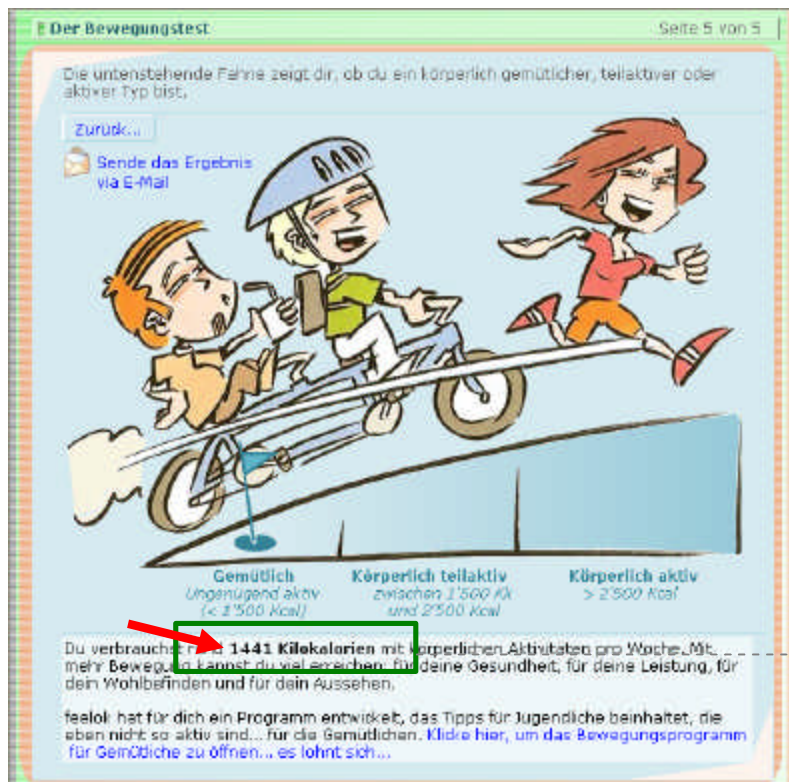 Der Bewegungstest
Seite 5 von 5
Die untenstehende Fahne zeigt dir, ob du ein körperlich gemütlicher, teilaktiver oder
aktiver Typ bist.
Zurück...
Sende das Ergebnis
via E-Mail
Gemütlich
Ungenügend aktiv
(< 1'500 Kcal)
Körperlich teilaktiv
zwischen 1'500 Kk
und 2'500 Kcal
Körperlich aktiv
> 2'500 Kcal
Du verbrauchst rund 1441 Kilokalorien mit körperlichen Aktivitäten pro Woche. Mit
mehr Bewegung kannst du viel erreichen: für deine Gesundheit, für deine Leistung, für
dein Wohlbefinden und für dein Aussehen.
feelok hat für dich ein Programm entwickelt, das Tipps für Jugendliche beinhaltet, die
eben nicht so aktiv sind... für die Gemütlichen. Klicke hier, um das Bewegungsprogramm
für Gemütliche zu öffnen... es lohnt sich...